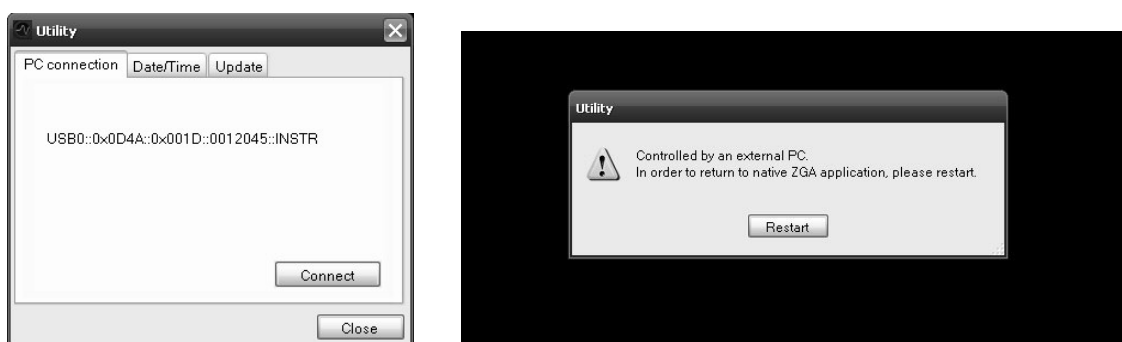 Utility
PC connection Date/Time Update
USB0::0x0D4A::0x001D::0012045::INSTR
Connect
Close
Utility
Controlled by an external PC.
In order to return to native ZGA application, please restart.
Restart